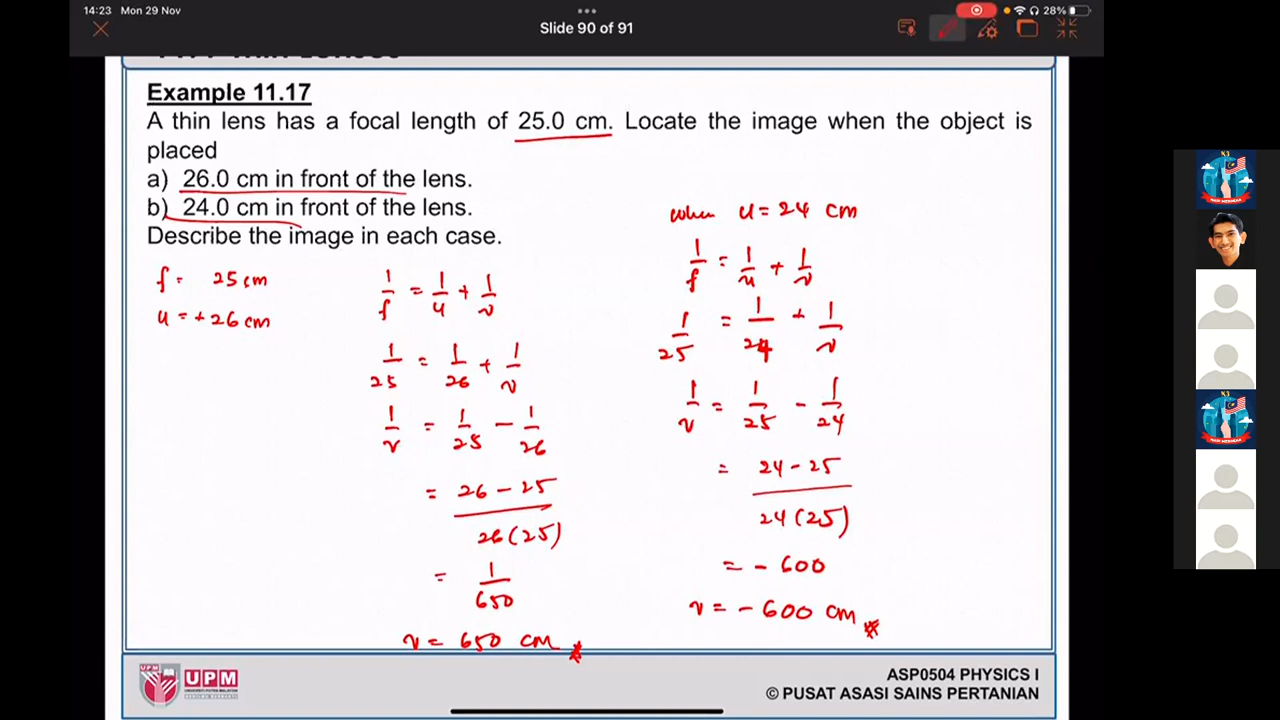 14:23 Mon 29 Nov
28%
Slide 90 of 91
Example 11.17
A thin lens has a focal length of 25.0 cm. Locate the image when the object is
placed
a) 26.0 cm in front of the lens.
b) 24.0 cm in front of the lens.
Describe the image in each case.
f = 25 cm
u = + 26 cm
1/f = 1/u + 1/v
1/25 = 1/26 + 1/v
1/v = 1/25 - 1/26
= 26 - 25 / 26(25)
= 1/650
v = 650 cm
when u = 24 cm
1/f = 1/u + 1/v
1/25 = 1/24 + 1/v
1/v = 1/25 - 1/24
= 24 - 25 / 24(25)
= - 600
v = - 600 cm
UPM
ASP0504 PHYSICS I
© PUSAT ASASI SAINS PERTANIAN